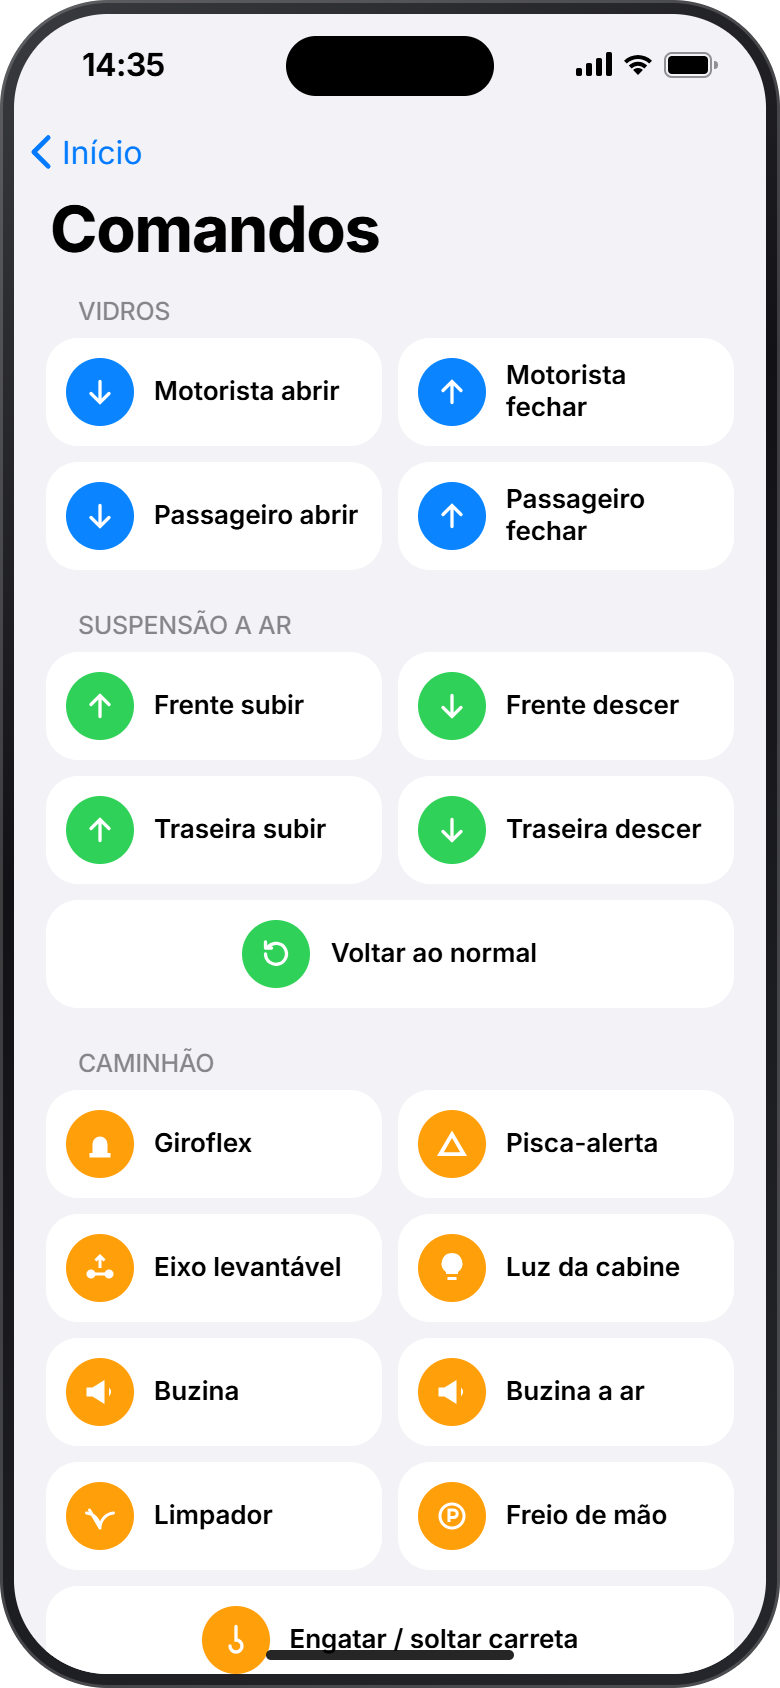 14:35
Início
Comandos
VIDROS
Motorista abrir
Motorista
fechar
Passageiro abrir
Passageiro
fechar
SUSPENSÃO A AR
Frente subir
Frente descer
Traseira subir
Traseira descer
Voltar ao normal
CAMINHÃO
Giroflex
Pisca-alerta
Eixo levantável
Luz da cabine
Buzina
Buzina a ar
Limpador
P
Freio de mão
Engatar / soltar carreta